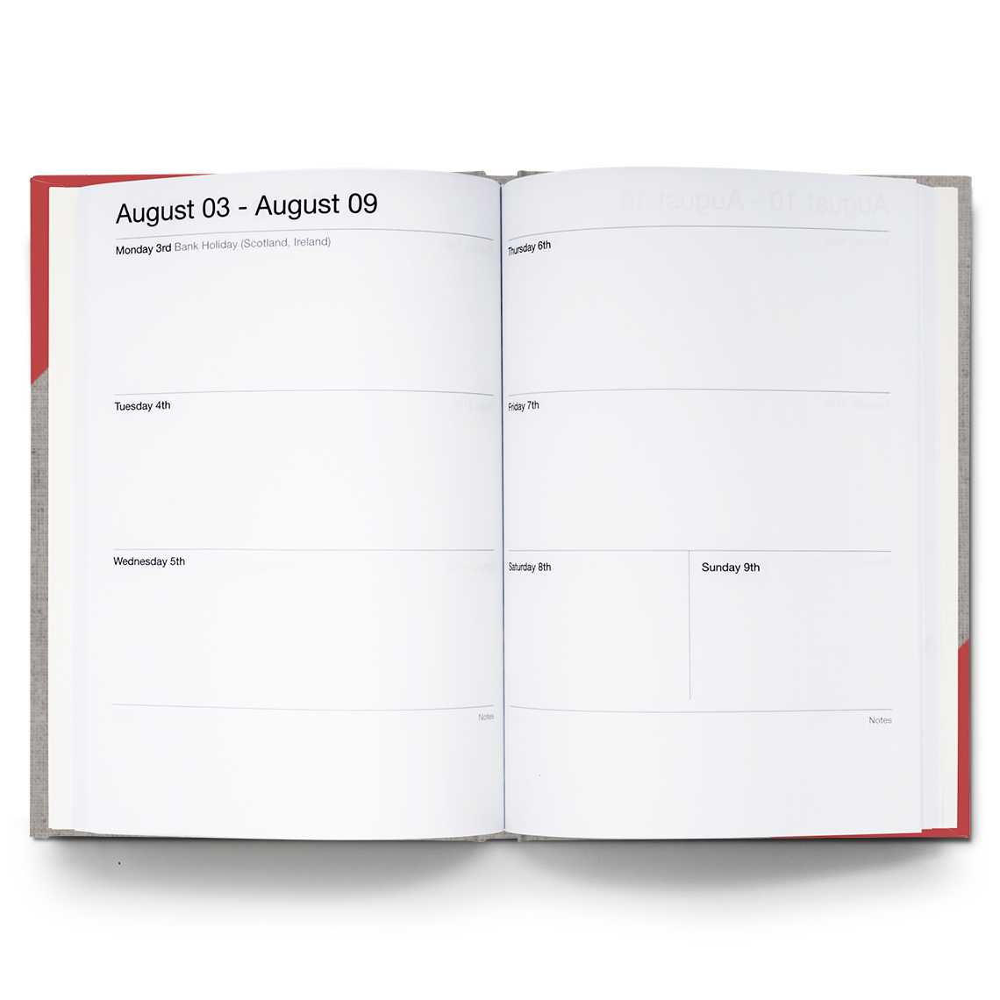 August 03 - August 09
Monday 3rd Bank Holiday (Scotland, Ireland)
Tuesday 4th
Wednesday 5th
Notes
Thursday 6th
Friday 7th
Saturday 8th
Sunday 9th
Notes